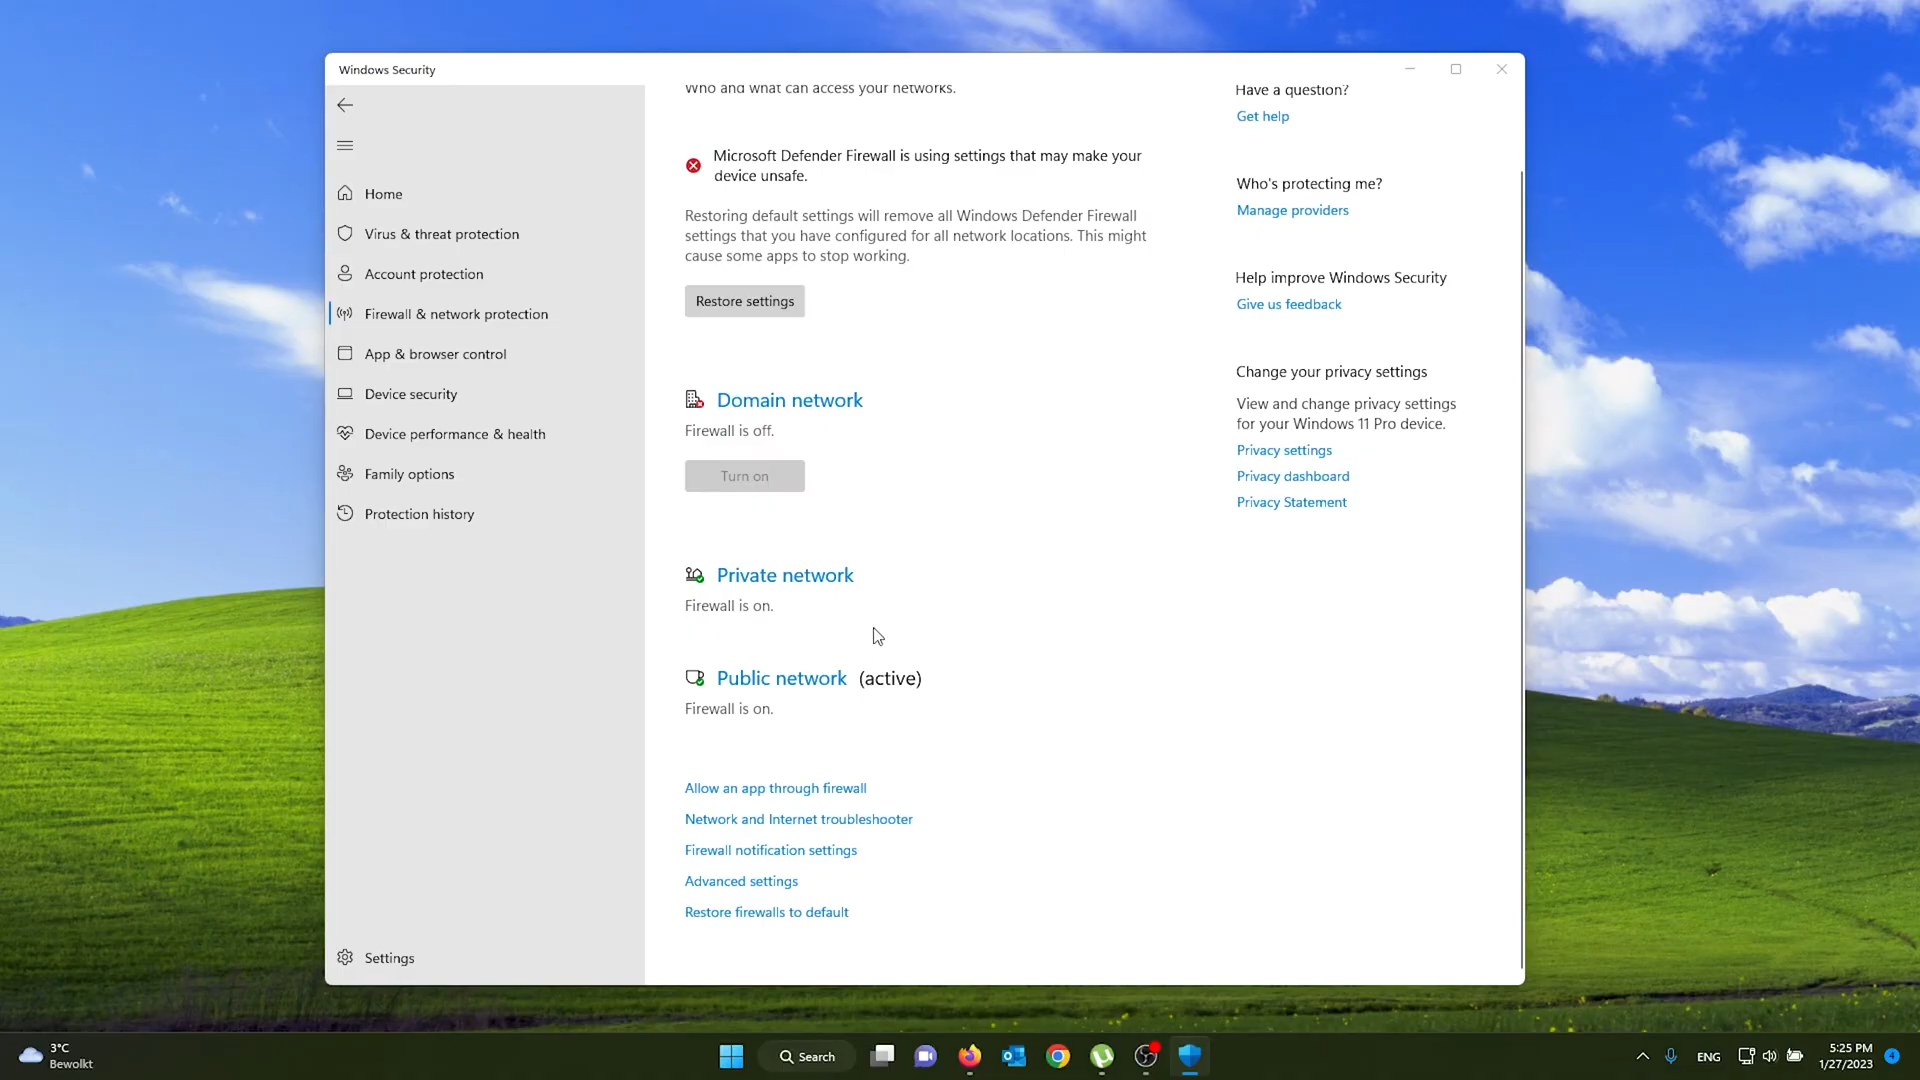 Windows Security
Who and what can access your networks.
Microsoft Defender Firewall is using settings that may make your
device unsafe.
Restoring default settings will remove all Windows Defender Firewall
settings that you have configured for all network locations. This might
cause some apps to stop working.
Restore settings
Domain network
Firewall is off.
Turn on
Private network
Firewall is on.
Public network (active)
Firewall is on.
Allow an app through firewall
Network and Internet troubleshooter
Firewall notification settings
Advanced settings
Restore firewalls to default
Home
Virus & threat protection
Account protection
Firewall & network protection
App & browser control
Device security
Device performance & health
Family options
Protection history
Settings
Have a question?
Get help
Who's protecting me?
Manage providers
Help improve Windows Security
Give us feedback
Change your privacy settings
View and change privacy settings
for your Windows 11 Pro device.
Privacy settings
Privacy dashboard
Privacy Statement
3°C
Bewolkt
Search
ENG
5:25 PM
1/27/2023
4